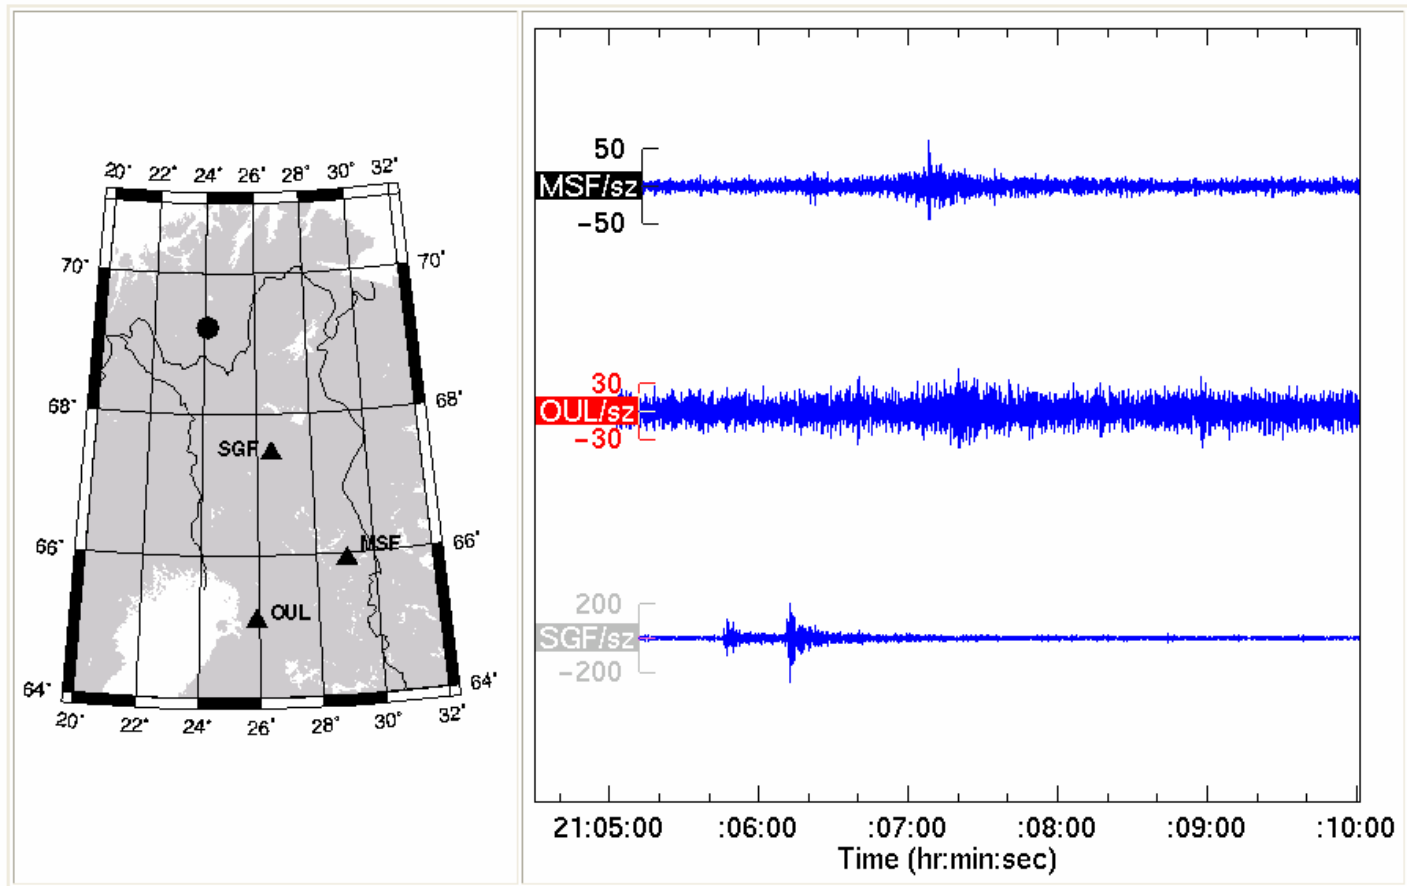 20° 22° 24° 26° 28° 30° 32°
70° 70°
68° 68°
SGF
66° 66°
MSF
OUL
64° 64°
20° 22° 24° 26° 28° 30° 32°
50
MSF/sz
-50
30
OUL/sz
-30
200
SGF/sz
-200
21:05:00 :06:00 :07:00 :08:00 :09:00 :10:00
Time (hr:min:sec)